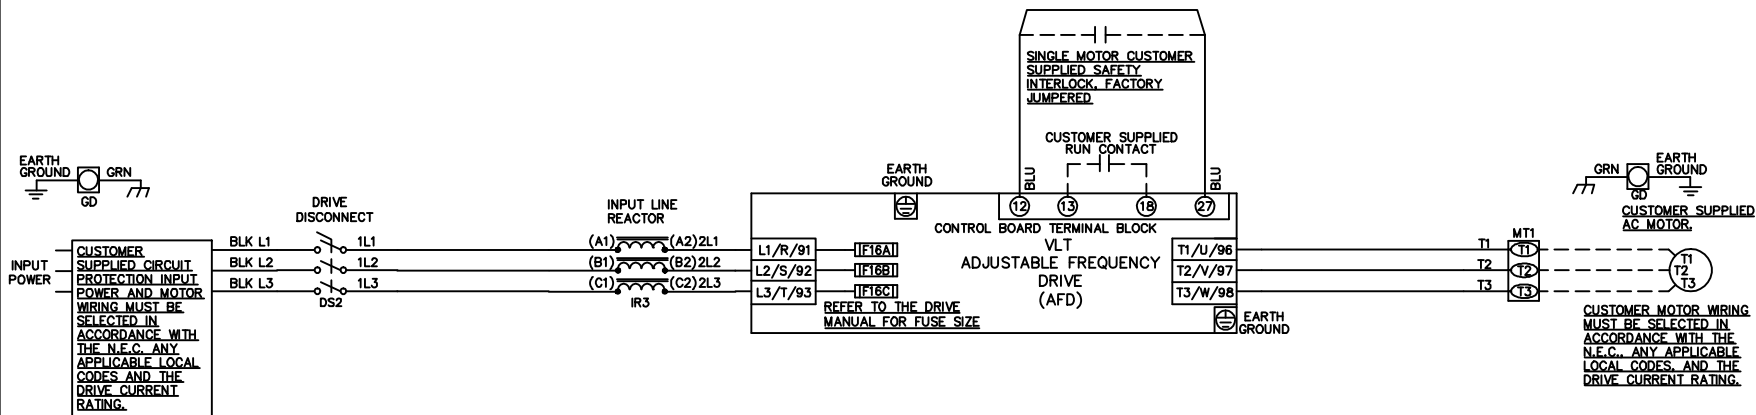 SINGLE MOTOR CUSTOMER
SUPPLIED SAFETY
INTERLOCK, FACTORY
JUMPERED
CUSTOMER SUPPLIED
RUN CONTACT
BLU
BLU
EARTH
GROUND
GRN
GD
EARTH
GROUND
12
13
18
27
CONTROL BOARD TERMINAL BLOCK
VLT
ADJUSTABLE FREQUENCY
DRIVE
(AFD)
INPUT
POWER
CUSTOMER
SUPPLIED CIRCUIT
PROTECTION INPUT
POWER AND MOTOR
WIRING MUST BE
SELECTED IN
ACCORDANCE WITH
THE N.E.C. ANY
APPLICABLE LOCAL
CODES AND THE
DRIVE CURRENT
RATING.
BLK L1
BLK L2
BLK L3
DRIVE
DISCONNECT
1L1
1L2
1L3
DS2
INPUT LINE
REACTOR
(A1) (A2) 2L1
(B1) (B2) 2L2
(C1) (C2) 2L3
IR3
L1/R/91
L2/S/92
L3/T/93
F16A
F16B
F16C
REFER TO THE DRIVE
MANUAL FOR FUSE SIZE
T1/U/96
T2/V/97
T3/W/98
EARTH
GROUND
T1
T2
T3
MT1
T1
T2
T3
GRN
GD
EARTH
GROUND
CUSTOMER SUPPLIED
AC MOTOR.
T1
T2
T3
CUSTOMER MOTOR WIRING
MUST BE SELECTED IN
ACCORDANCE WITH THE
N.E.C., ANY APPLICABLE
LOCAL CODES, AND THE
DRIVE CURRENT RATING.